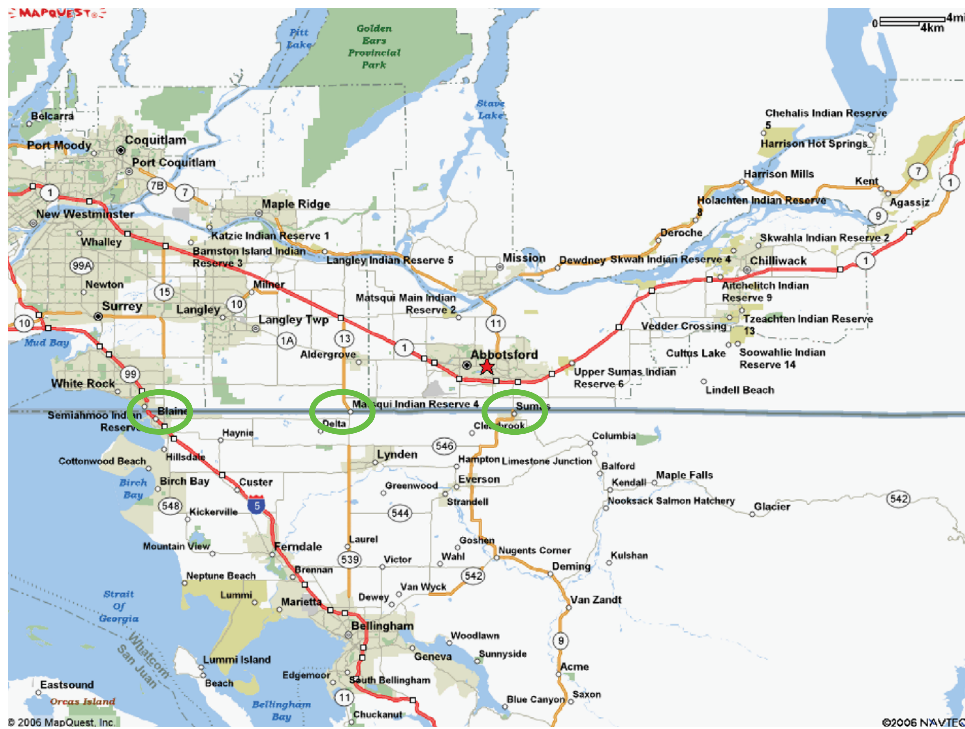 MAPQUEST
0 4mi
4km
Pitt
Lake
Golden
Ears
Provincial
Park
Stave
Lake
Belcarra
Port Moody
Coquitlam
Port Coquitlam
Chehalis Indian Reserve
5
Harrison Hot Springs
Harrison Mills
Kent
7
1
Agassiz
9
1
7B
7
New Westminster
Maple Ridge
Holachten Indian Reserve
8
Whalley
Katzie Indian Reserve 1
Barnston Island Indian
Reserve 3
Langley Indian Reserve 5
Deroche
Skwahla Indian Reserve 2
Mission
Dewdney
Skwah Indian Reserve 4
Chilliwack
1
99A
Newton
15
Milner
Matsqui Main Indian
Reserve 2
Aitchelitch Indian
Reserve 9
Surrey
Langley
10
Langley Twp
11
Tzeachten Indian Reserve
13
Vedder Crossing
10
Mud Bay
1A
13
Aldergrove
1
Abbotsford
Cultus Lake
Soowahlie Indian
Reserve 14
Upper Sumas Indian
Reserve 6
Lindell Beach
99
White Rock
Semiahmoo Indian
Reserve
Blaine
Matsqui Indian Reserve 4
Sumas
Delta
Clearbrook
Haynie
Hillsdale
Cottonwood Beach
Lynden
546
Hampton
Limestone Junction
Columbia
Balford
Birch
Bay
Birch Bay
Custer
Greenwood
Everson
Strandell
Kendall
Maple Falls
Nooksack Salmon Hatchery
Glacier
542
548
Kickerville
5
544
Mountain View
Ferndale
Laurel
539
Victor
Goshen
Wahl
Nugents Corner
Kulshan
Deming
Neptune Beach
Brennan
542
Van Wyck
Dewey
Van Zandt
Strait
Of
Georgia
Lummi
Marietta
Bellingham
9
Whatcom
San Juan
Lummi Island
Beach
Geneva
Woodlawn
Sunnyside
Acme
Eastsound
Orcas Island
Edgemoor
South Bellingham
11
Bellingham
Bay
Chuckanut
Blue Canyon
Saxon
© 2006 MapQuest, Inc.
©2006 NAVTEQ